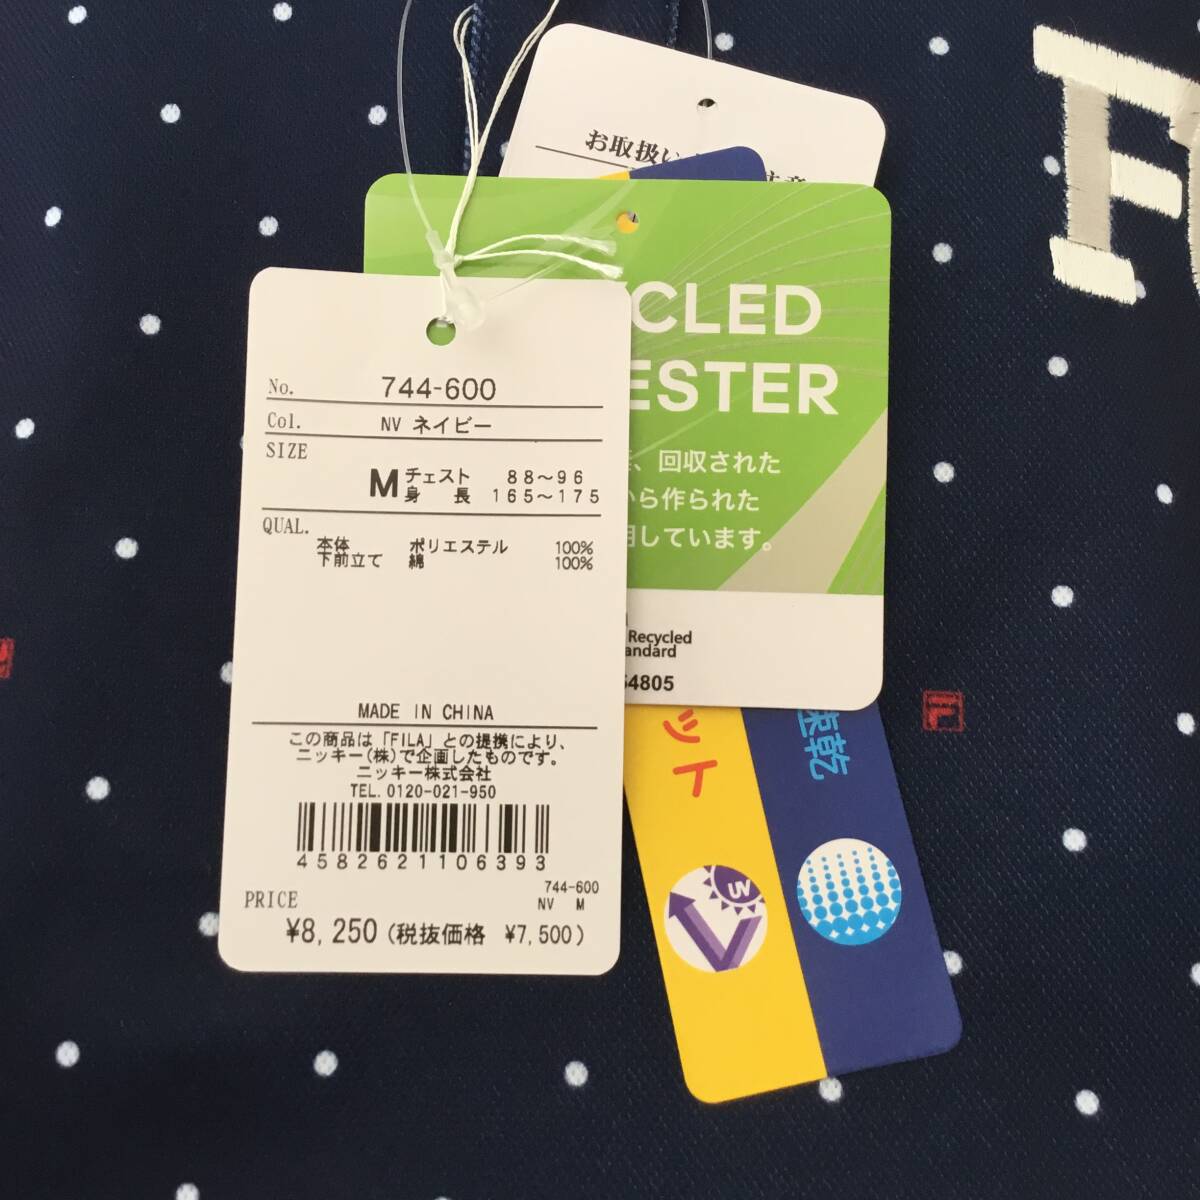 お取扱い
CLED
ESTER
、回収された
から作られた
用しています。
Recycled
andard
54805
No. 744-600
Col. NV ネイビー
SIZE
M チェスト 88～96
身長 165～175
QUAL.
本体 ポリエステル 100%
下前立て 綿 100%
MADE IN CHINA
この商品は「FILA」との提携により、
ニッキー(株)で企画したものです。
ニッキー株式会社
TEL. 0120-021-950
4582621106393
744-600
NV M
PRICE
¥8,250(税抜価格 ¥7,500)
ット
速乾
UV
F